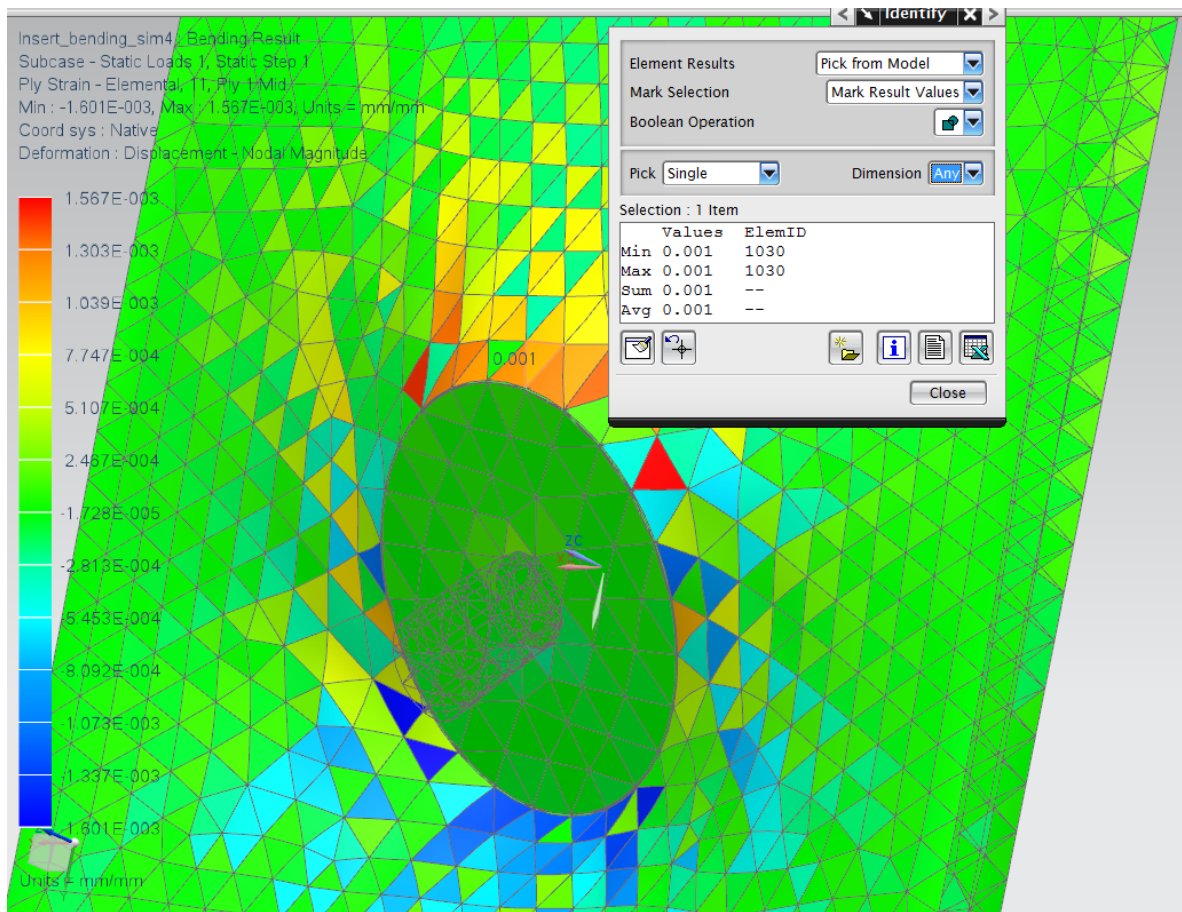 Insert_bending_sim4, Bending Result
Subcase - Static Loads 1, Static Step 1
Ply Strain - Elemental, 11, Ply 1 Mid
Min : -1.601E-003, Max : 1.567E-003, Units = mm/mm
Coord sys : Native
Deformation : Displacement - Nodal Magnitude
1.567E-003
1.303E-003
1.039E-003
7.747E-004
5.107E-004
2.467E-004
-1.728E-005
-2.813E-004
-5.453E-004
-8.092E-004
-1.073E-003
-1.337E-003
-1.601E-003
Units = mm/mm
0.001
ZC
Identify
Element Results Pick from Model
Mark Selection Mark Result Values
Boolean Operation
Pick Single Dimension Any
Selection : 1 Item
Values ElemID
Min 0.001 1030
Max 0.001 1030
Sum 0.001 --
Avg 0.001 --
Close